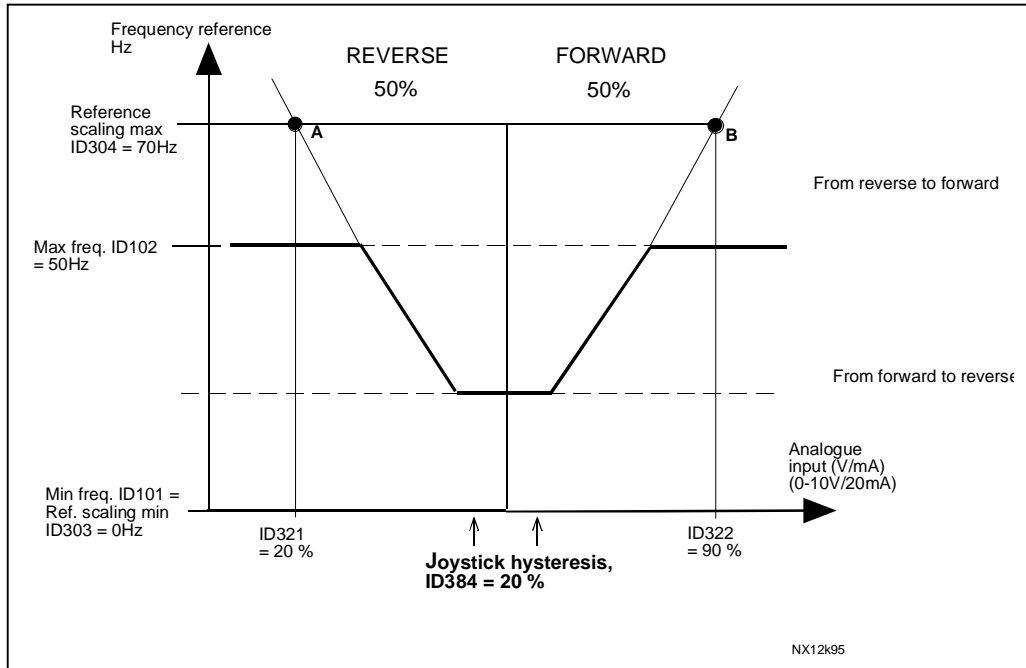 Frequency reference
Hz
REVERSE
50%
FORWARD
50%
Reference
scaling max
ID304 = 70Hz
A
B
From reverse to forward
Max freq. ID102
= 50Hz
From forward to reverse
Analogue
input (V/mA)
(0-10V/20mA)
Min freq. ID101 =
Ref. scaling min
ID303 = 0Hz
ID321
= 20 %
ID322
= 90 %
Joystick hysteresis,
ID384 = 20 %
NX12k95